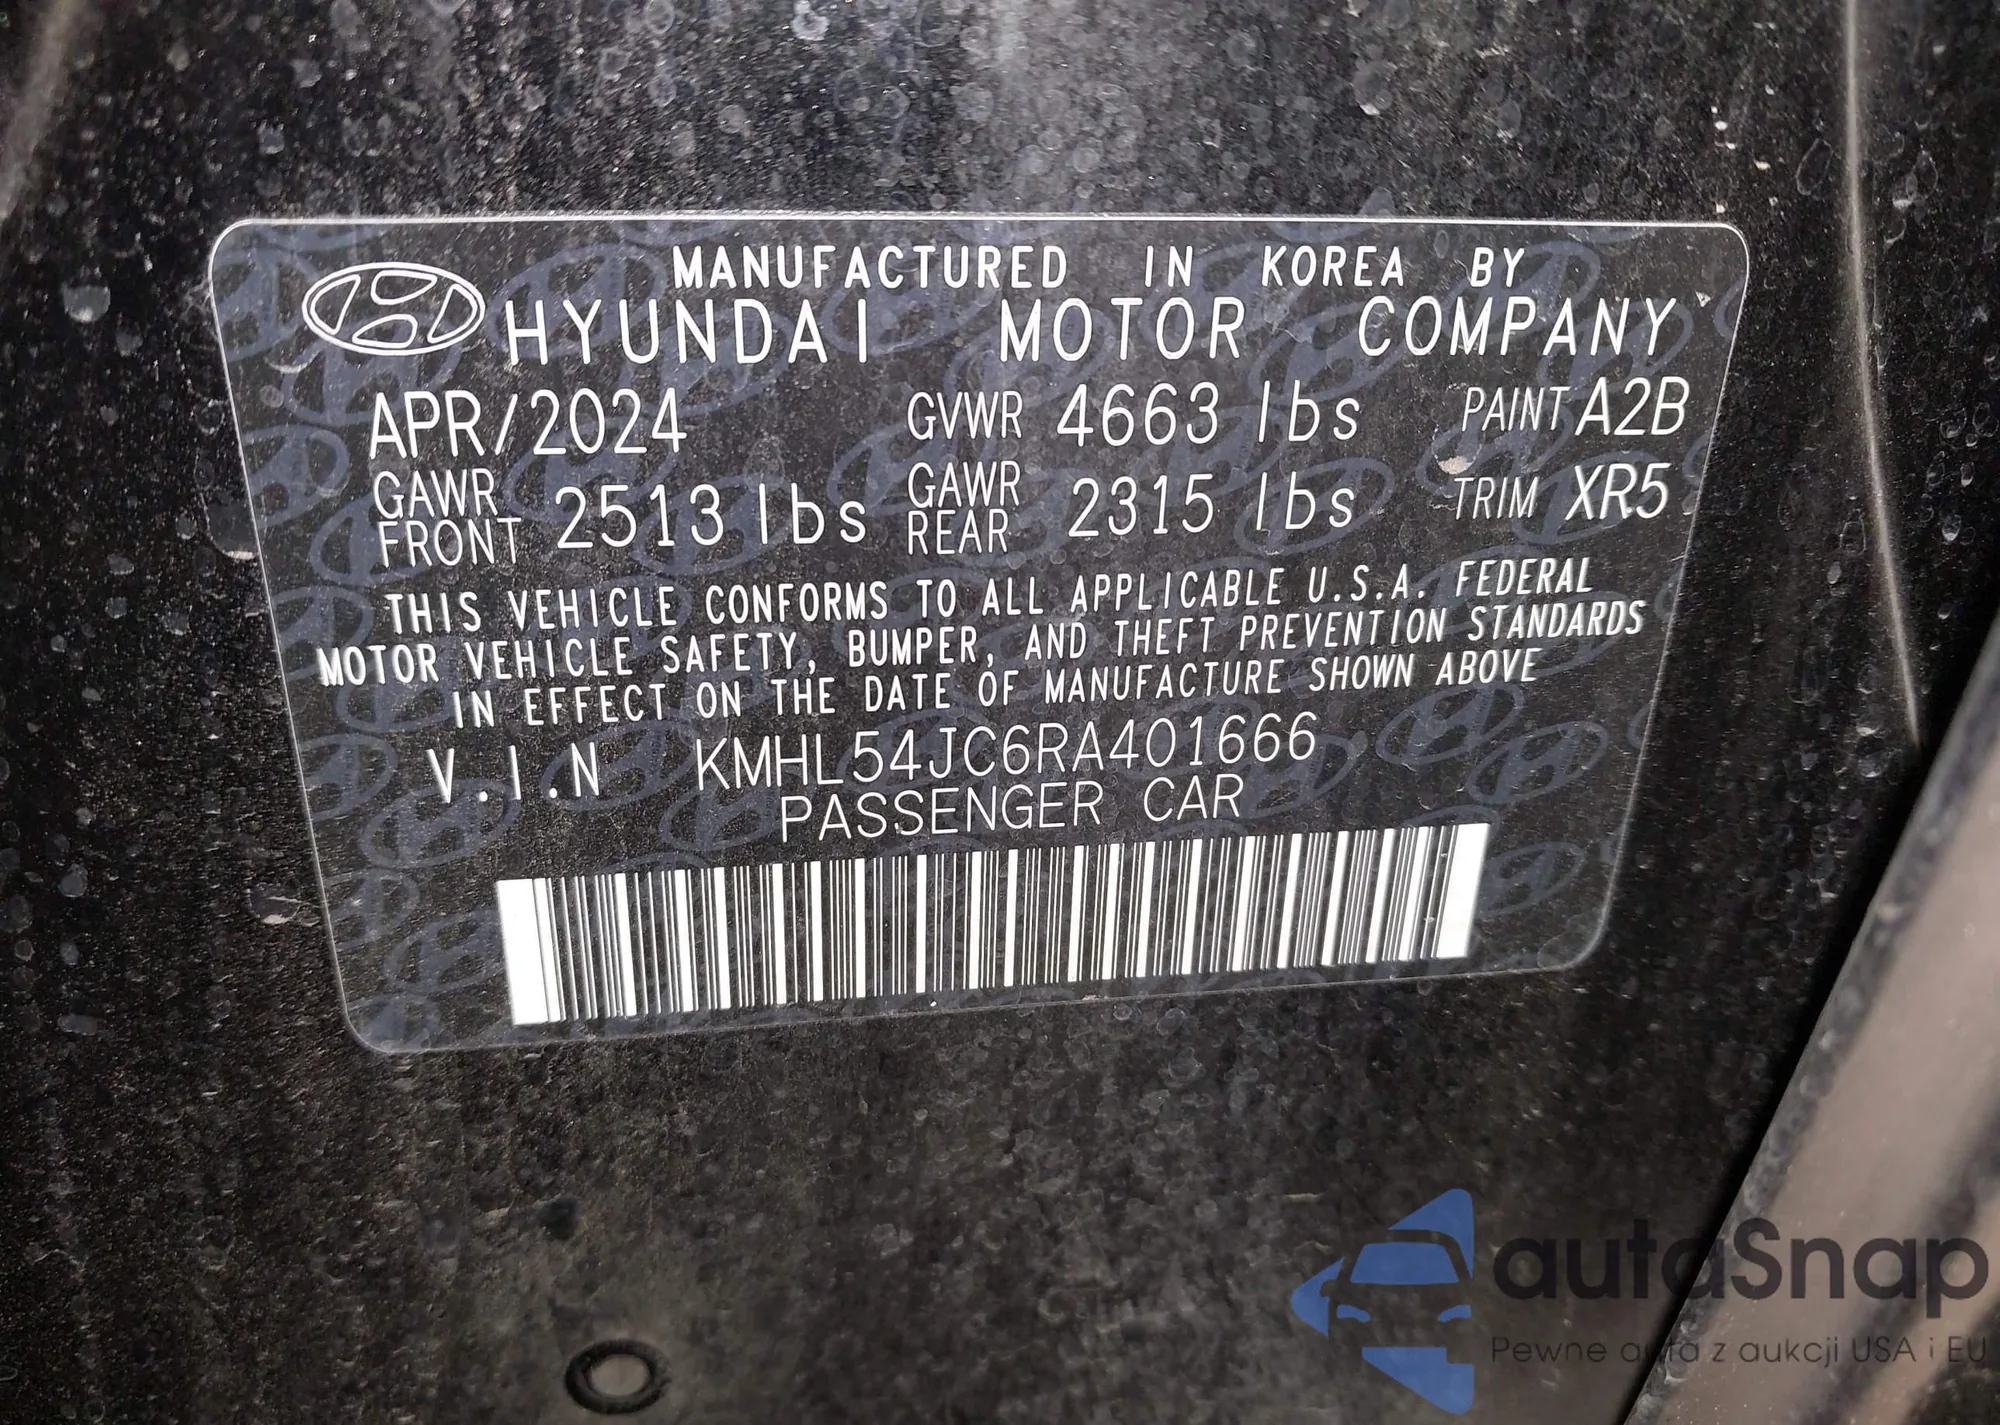 MANUFACTURED IN KOREA BY
HYUNDAI MOTOR COMPANY
APR/2024 GVWR 4663 lbs PAINT A2B
GAWR FRONT 2513 lbs GAWR REAR 2315 lbs TRIM XR5
THIS VEHICLE CONFORMS TO ALL APPLICABLE U.S.A. FEDERAL
MOTOR VEHICLE SAFETY, BUMPER, AND THEFT PREVENTION STANDARDS
IN EFFECT ON THE DATE OF MANUFACTURE SHOWN ABOVE
V.I.N KMHL54JC6RA401666
PASSENGER CAR
autaSnap
Pewne auta z aukcji USA i EU